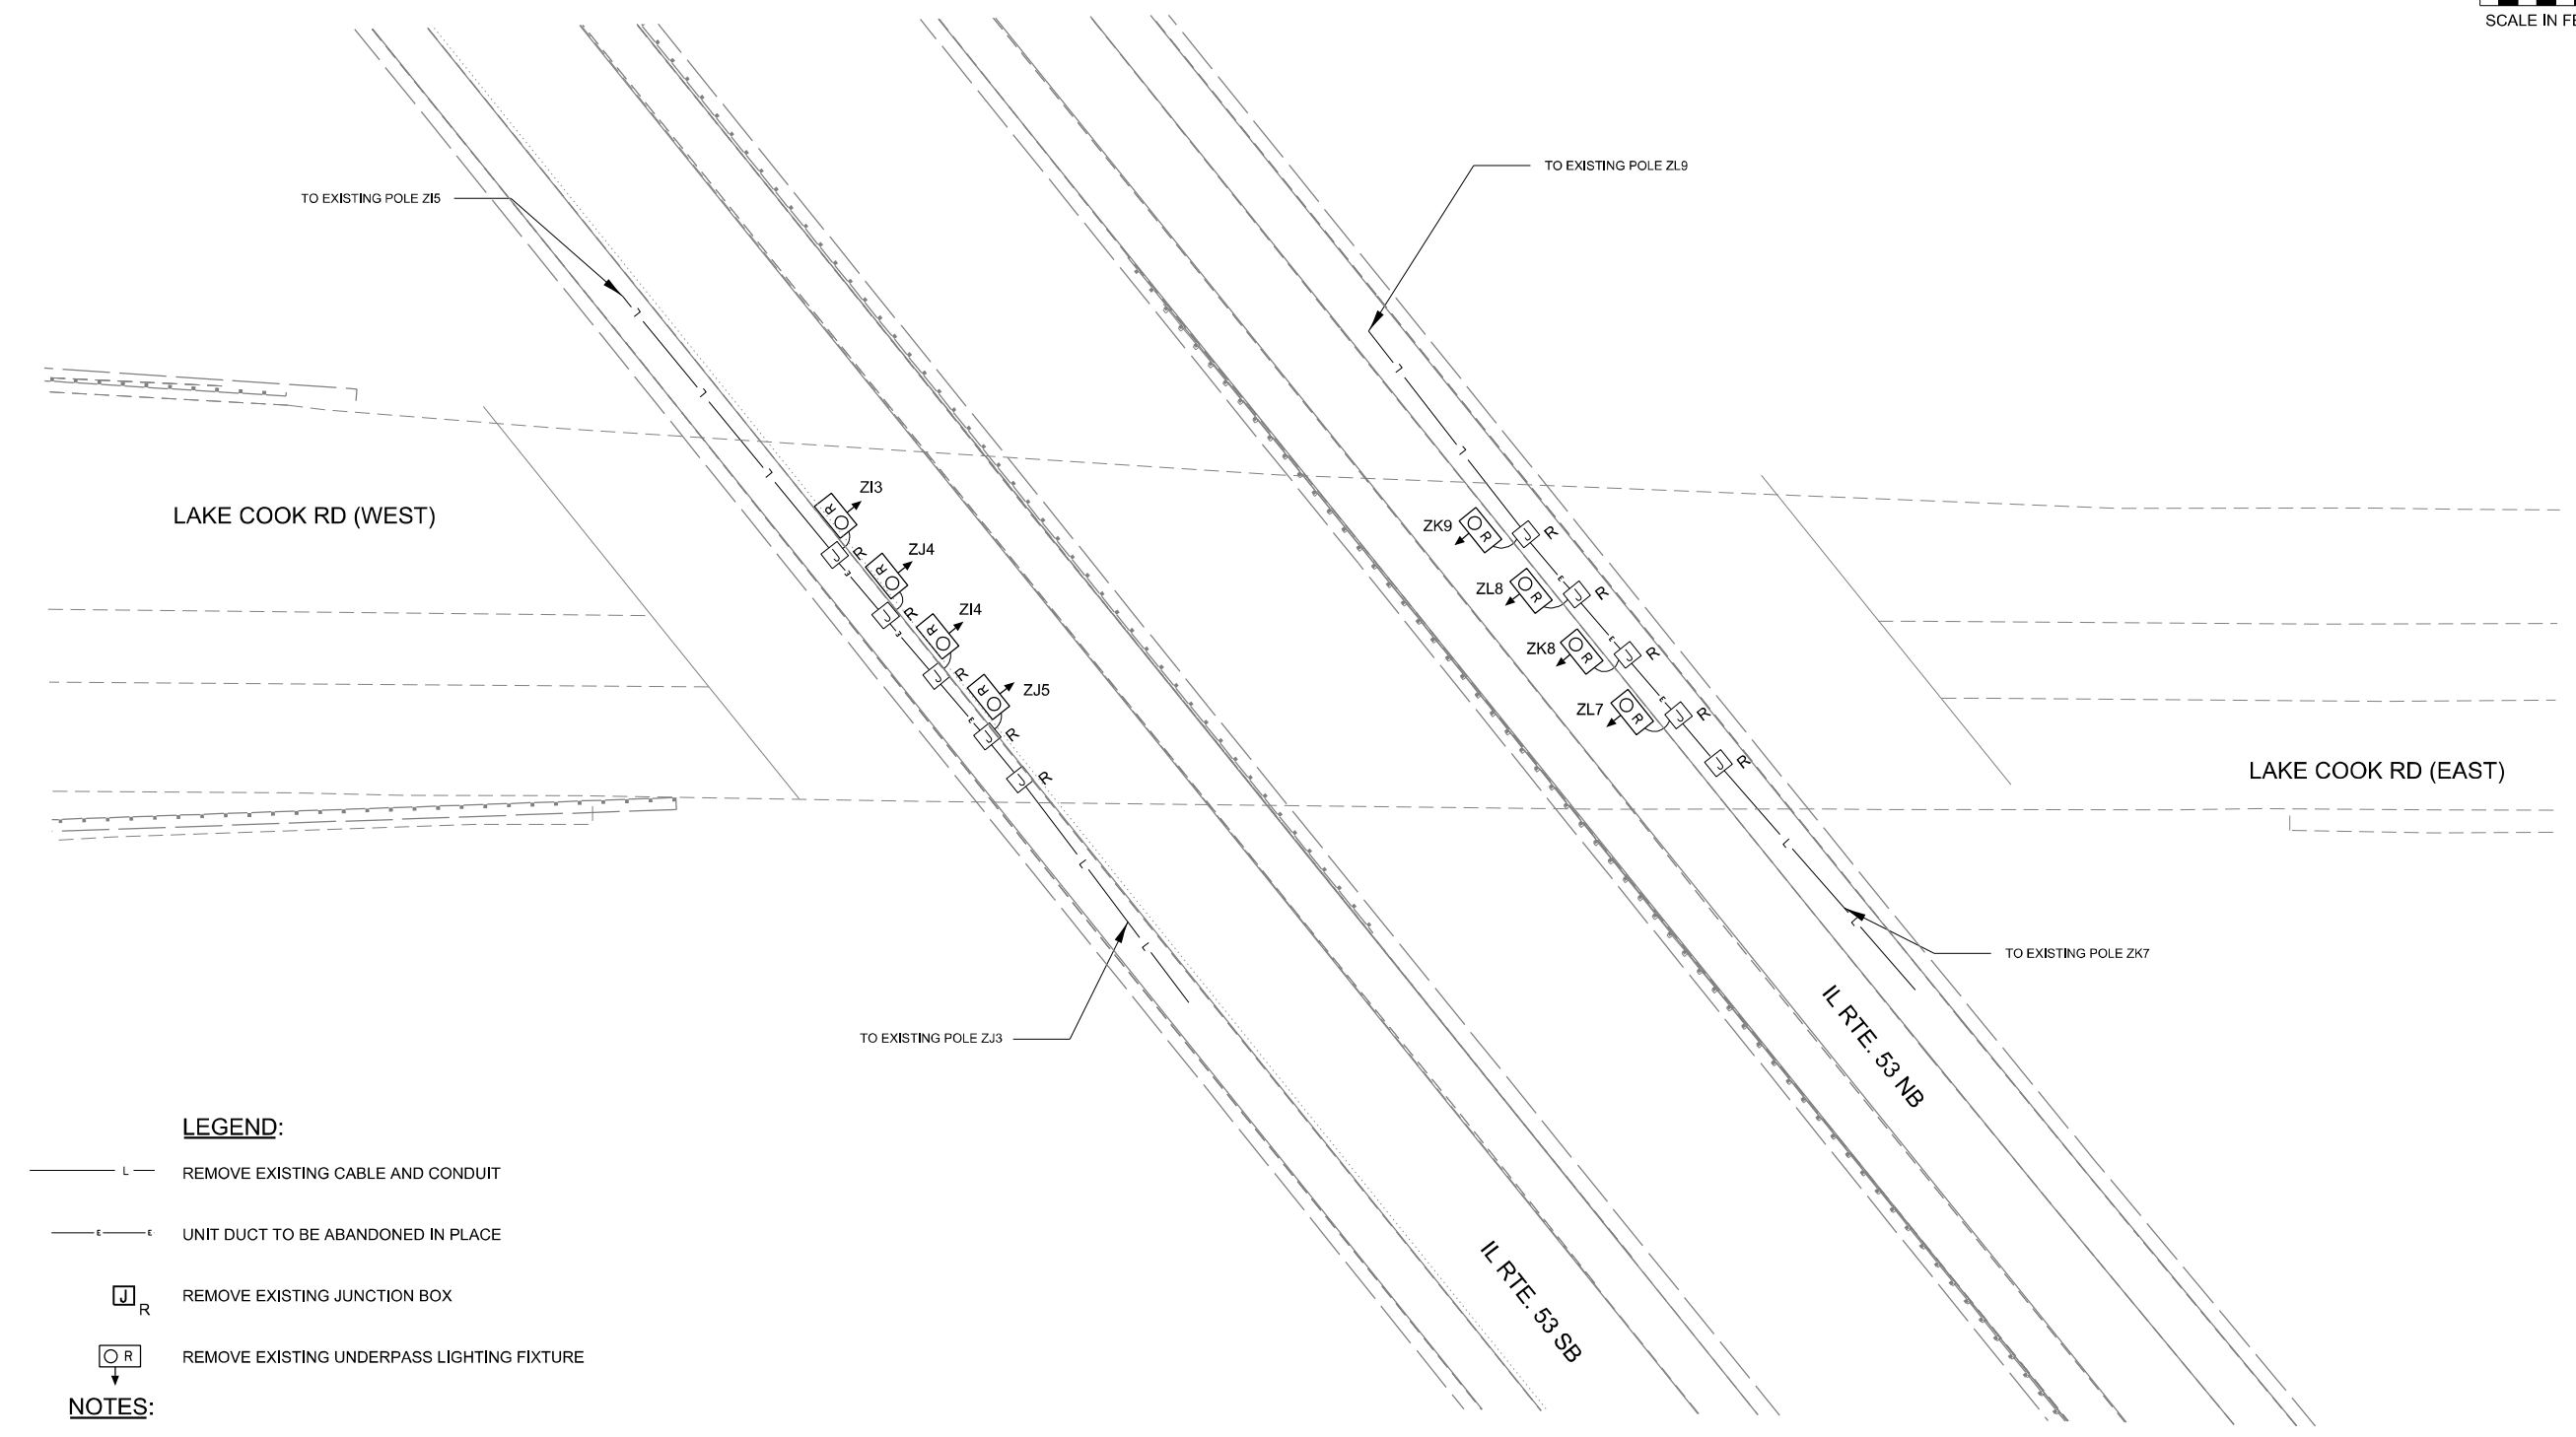 SCALE IN FE
TO EXISTING POLE ZL9
TO EXISTING POLE ZI5
L
L
L
L
L
ZI3
R
J
R
E
ZJ4
R
J
R
E
ZI4
R
J
R
E
ZJ5
R
J
R
J
R
L
L
ZK9
R
J
R
E
ZL8
R
J
R
E
ZK8
R
J
R
E
ZL7
R
J
R
J
R
L
L
LAKE COOK RD (WEST)
LAKE COOK RD (EAST)
TO EXISTING POLE ZK7
TO EXISTING POLE ZJ3
IL RTE. 53 NB
IL RTE. 53 SB
LEGEND:
L REMOVE EXISTING CABLE AND CONDUIT
E E UNIT DUCT TO BE ABANDONED IN PLACE
J R REMOVE EXISTING JUNCTION BOX
R REMOVE EXISTING UNDERPASS LIGHTING FIXTURE
NOTES: